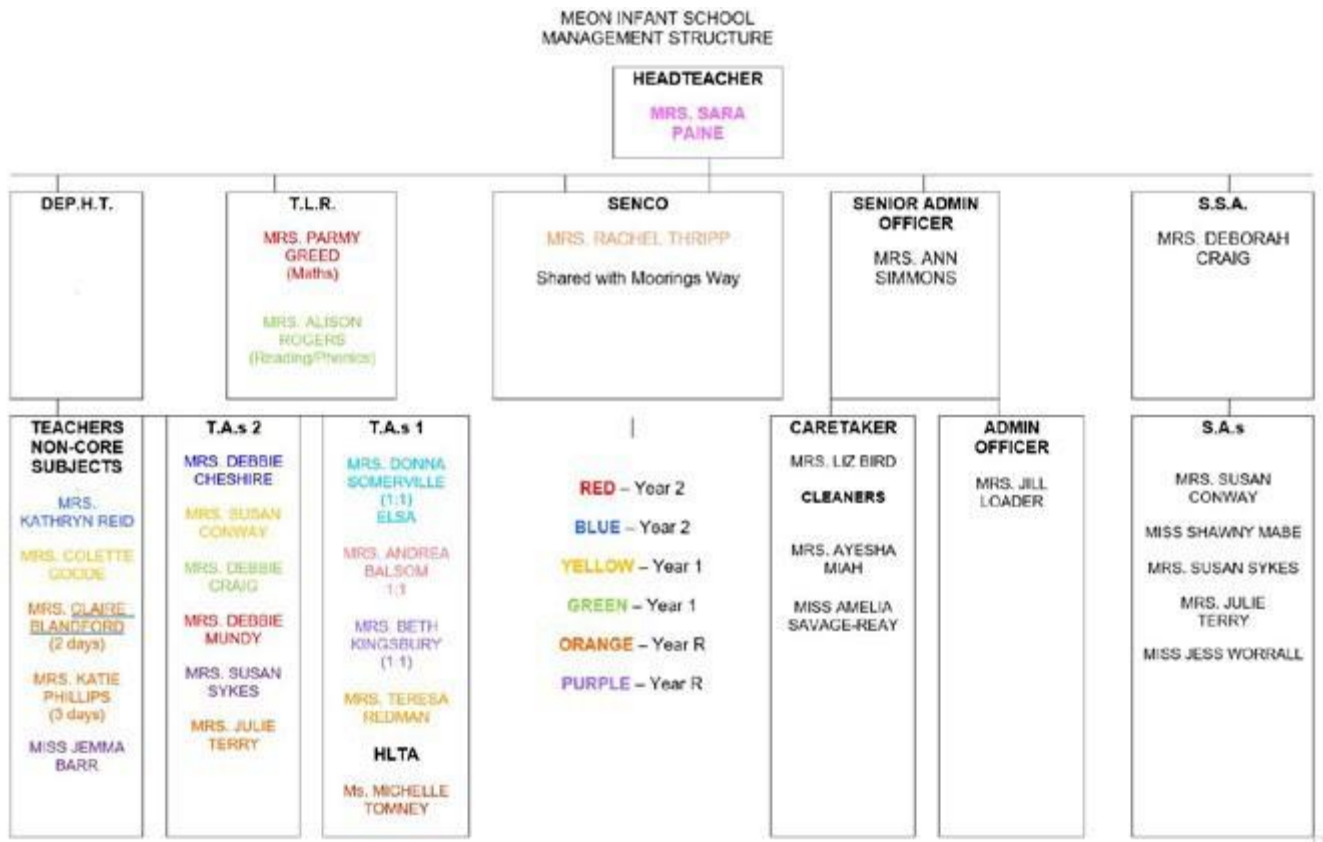 MEON INFANT SCHOOL
MANAGEMENT STRUCTURE
HEADTEACHER
MRS. SARA
PAINE
DEP.H.T.
T.L.R.
MRS. PARMY
GREED
(Maths)
MRS. ALISON
ROGERS
(Reading/Phonics)
SENCO
MRS. RACHEL THRIPP
Shared with Moorings Way
SENIOR ADMIN
OFFICER
MRS. ANN
SIMMONS
S.S.A.
MRS. DEBORAH
CRAIG
TEACHERS
NON-CORE
SUBJECTS
MRS.
KATHRYN REID
MRS. COLETTE
GOODE
MRS. CLAIRE
BLANDFORD
(2 days)
MRS. KATIE
PHILLIPS
(3 days)
MISS JEMMA
BARR
T.A.s 2
MRS. DEBBIE
CHESHIRE
MRS. SUSAN
CONWAY
MRS. DEBBIE
CRAIG
MRS. DEBBIE
MUNDY
MRS. SUSAN
SYKES
MRS. JULIE
TERRY
T.A.s 1
MRS. DONNA
SOMERVILLE
(1:1)
ELSA
MRS. ANDREA
BALSOM
1:1
MRS. BETH
KINGSBURY
(1:1)
MRS. TERESA
REDMAN
HLTA
Ms. MICHELLE
TOMNEY
RED – Year 2
BLUE – Year 2
YELLOW – Year 1
GREEN – Year 1
ORANGE – Year R
PURPLE – Year R
CARETAKER
MRS. LIZ BIRD
CLEANERS
MRS. AYESHA
MIAH
MISS AMELIA
SAVAGE-REAY
ADMIN
OFFICER
MRS. JILL
LOADER
S.A.s
MRS. SUSAN
CONWAY
MISS SHAWNY MABE
MRS. SUSAN SYKES
MRS. JULIE
TERRY
MISS JESS WORRALL